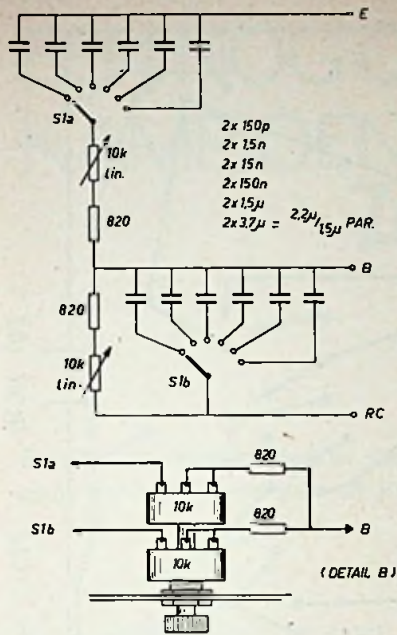 E
S1a
10k
lin.
820
2x 150p
2x 1,5n
2x 15n
2x 150n
2x 1,5µ
2x 3,7µ = 2,2µ/1,5µ PAR.
B
820
10k
lin.
S1b
RC
S1a
820
10k
S1b
820
B
10k
( DETAIL B )